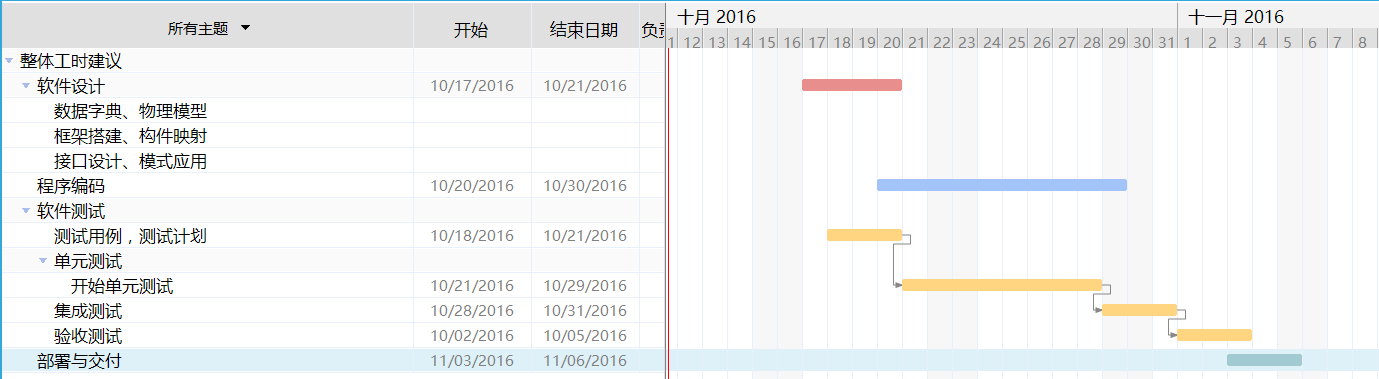 所有主题 开始 结束日期 负责 十月 2016 十一月 2016
1 12 13 14 15 16 17 18 19 20 21 22 23 24 25 26 27 28 29 30 31 1 2 3 4 5 6 7 8
整体工时建议
软件设计 10/17/2016 10/21/2016
数据字典、物理模型
框架搭建、构件映射
接口设计、模式应用
程序编码 10/20/2016 10/30/2016
软件测试
测试用例，测试计划 10/18/2016 10/21/2016
单元测试
开始单元测试 10/21/2016 10/29/2016
集成测试 10/28/2016 10/31/2016
验收测试 10/02/2016 10/05/2016
部署与交付 11/03/2016 11/06/2016